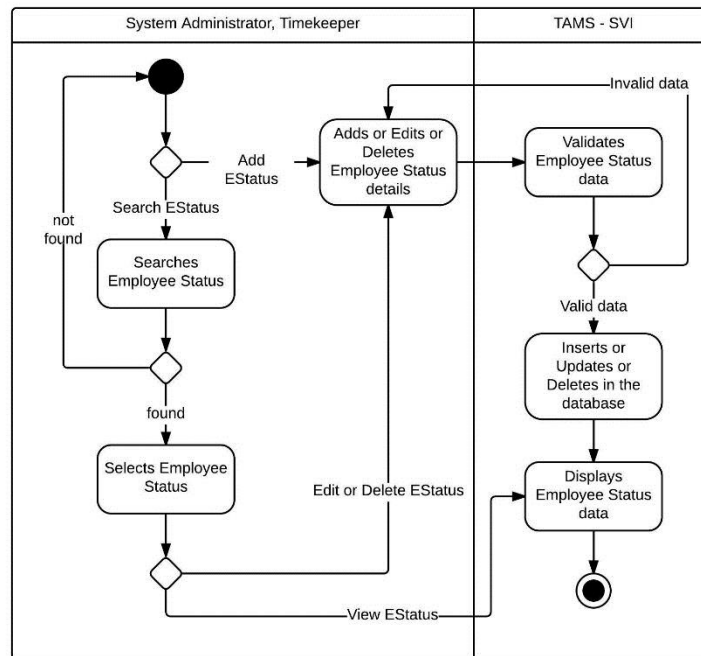 System Administrator, Timekeeper
TAMS - SVI
Invalid data
Adds or Edits or
Deletes
Employee Status
details
Validates
Employee Status
data
Add
EStatus
Search EStatus
not
found
Searches
Employee Status
Valid data
Inserts or
Updates or
Deletes in the
database
found
Selects Employee
Status
Edit or Delete EStatus
Displays
Employee Status
data
View EStatus